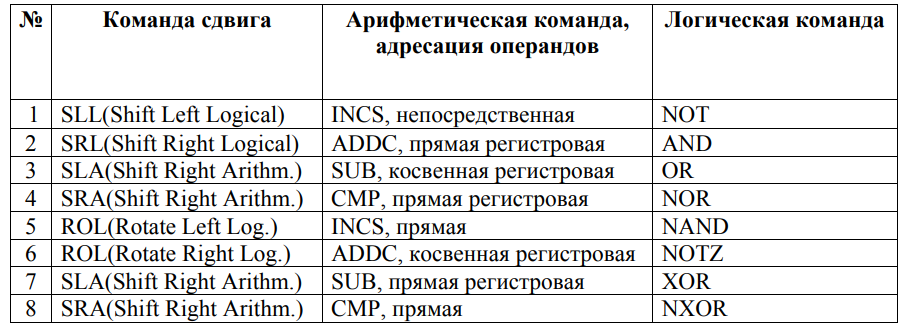 № Команда сдвига Арифметическая команда, Логическая команда
адресация операндов
1 SLL(Shift Left Logical) INCS, непосредственная NOT
2 SRL(Shift Right Logical) ADDC, прямая регистровая AND
3 SLA(Shift Right Arithm.) SUB, косвенная регистровая OR
4 SRA(Shift Right Arithm.) CMP, прямая регистровая NOR
5 ROL(Rotate Left Log.) INCS, прямая NAND
6 ROL(Rotate Right Log.) ADDC, косвенная регистровая NOTZ
7 SLA(Shift Right Arithm.) SUB, прямая регистровая XOR
8 SRA(Shift Right Arithm.) CMP, прямая NXOR